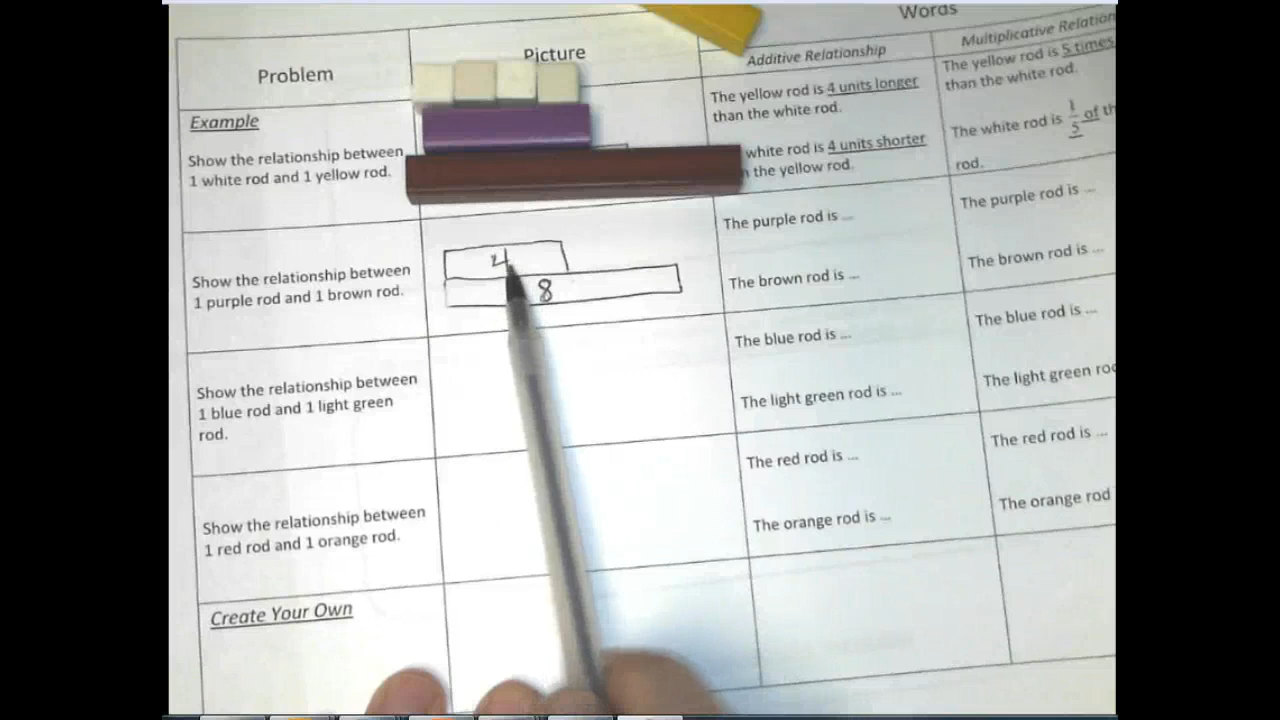 Words
Problem
Picture
Additive Relationship
Multiplicative Relation
Example
Show the relationship between
1 white rod and 1 yellow rod.
The yellow rod is 4 units longer
than the white rod.
white rod is 4 units shorter
the yellow rod.
The yellow rod is 5 times
than the white rod.
The white rod is 1/5 of
rod.
Show the relationship between
1 purple rod and 1 brown rod.
4
8
The purple rod is ...
The brown rod is ...
The purple rod is ...
The brown rod is ...
Show the relationship between
1 blue rod and 1 light green
rod.
The blue rod is ...
The light green rod is ...
The blue rod is ...
The light green
Show the relationship between
1 red rod and 1 orange rod.
The red rod is ...
The orange rod is ...
The red rod is ...
The orange rod
Create Your Own